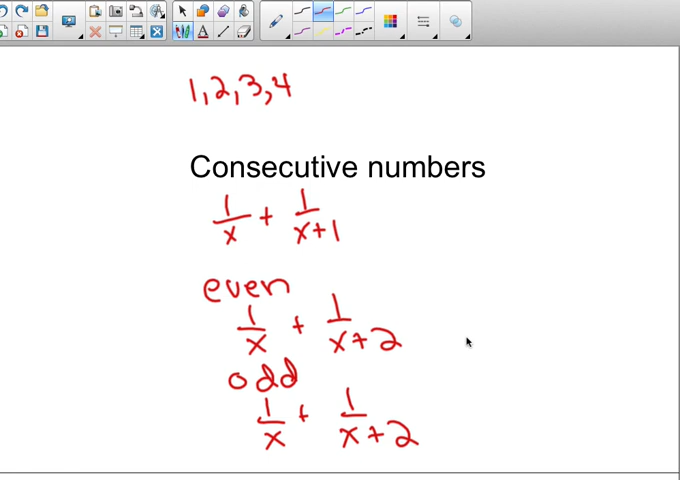 1, 2, 3, 4
Consecutive numbers
1/x + 1/(x+1)
even
1/x + 1/(x+2)
odd
1/x + 1/(x+2)